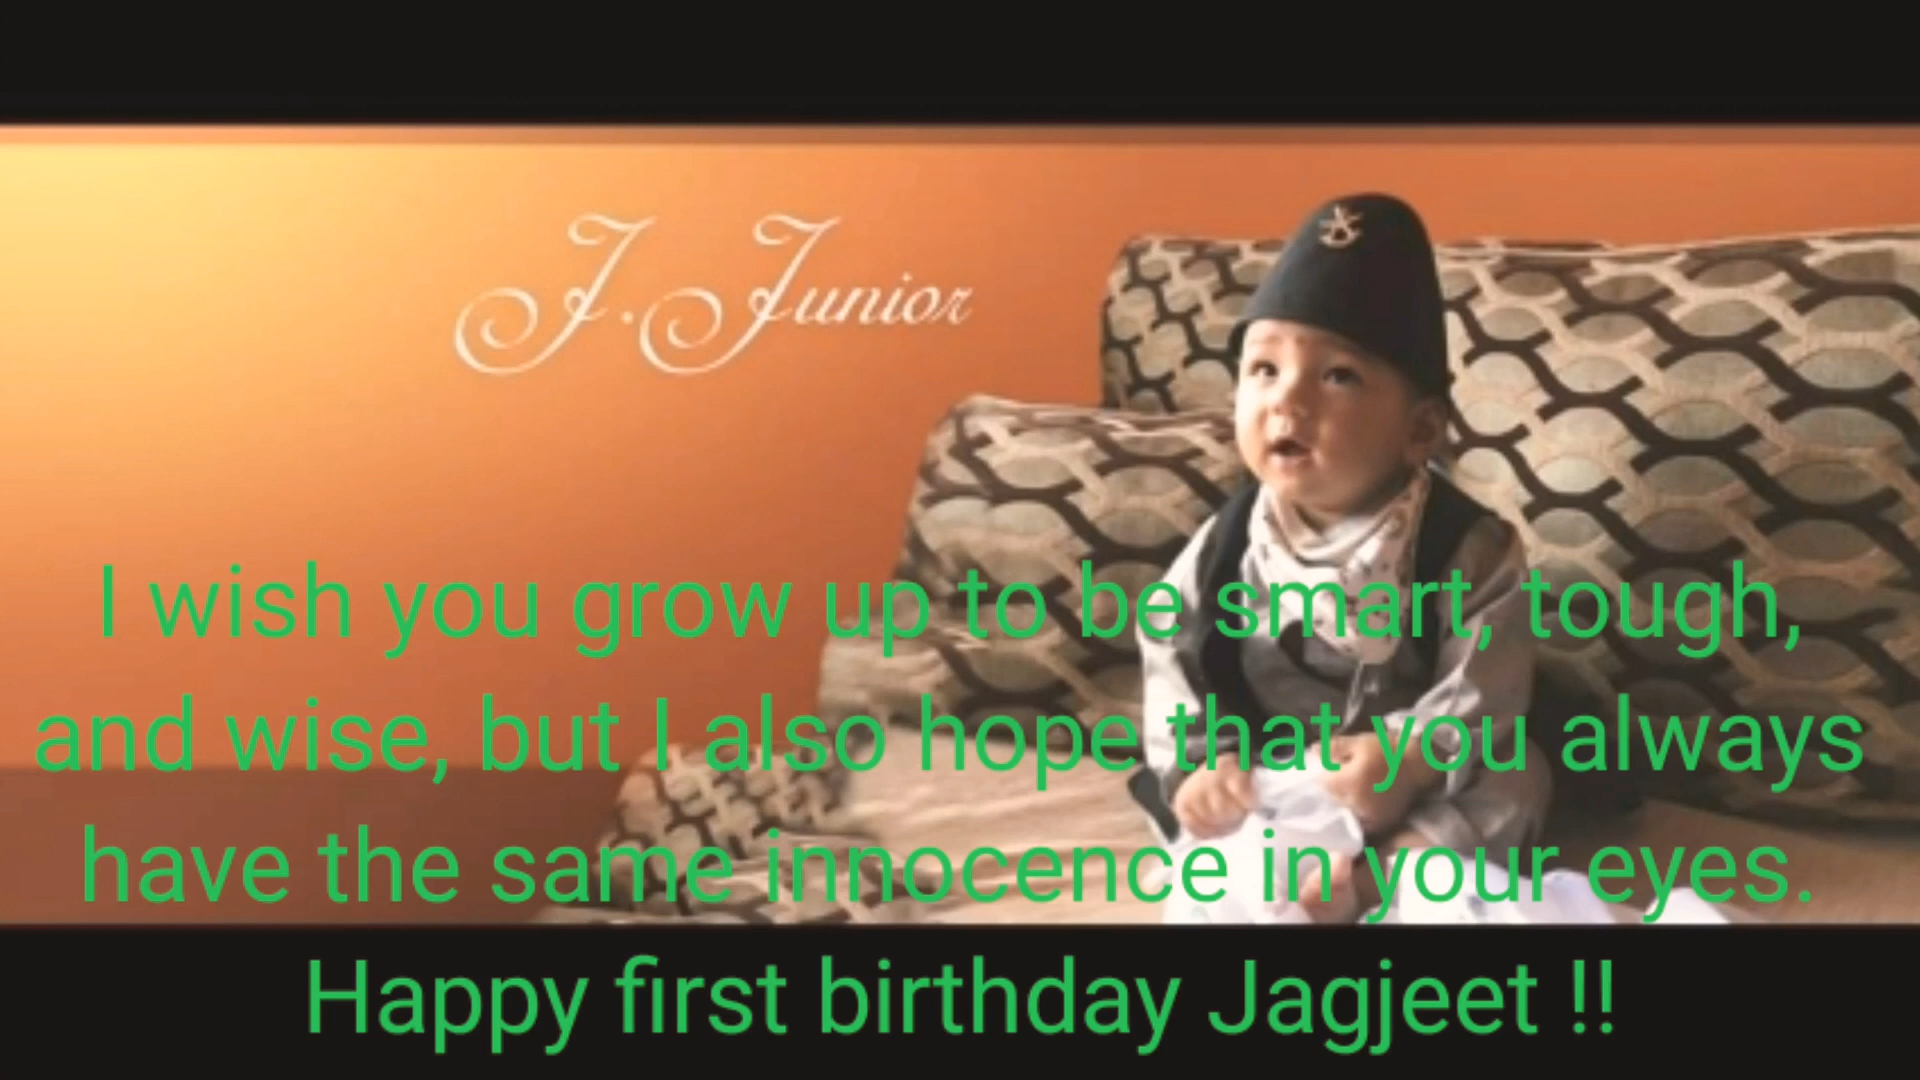 J. Junior
I wish you grow up to be smart, tough,
and wise, but I also hope that you always
have the same innocence in your eyes.
Happy first birthday Jagjeet !!